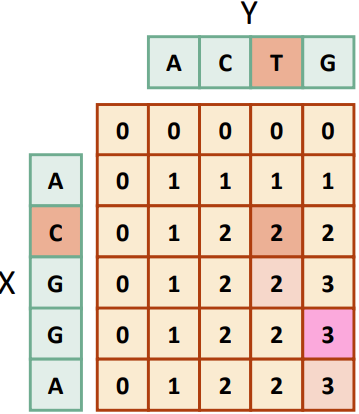 Y
A C T G
0 0 0 0 0
A 0 1 1 1 1
C 0 1 2 2 2
X G 0 1 2 2 3
G 0 1 2 2 3
A 0 1 2 2 3